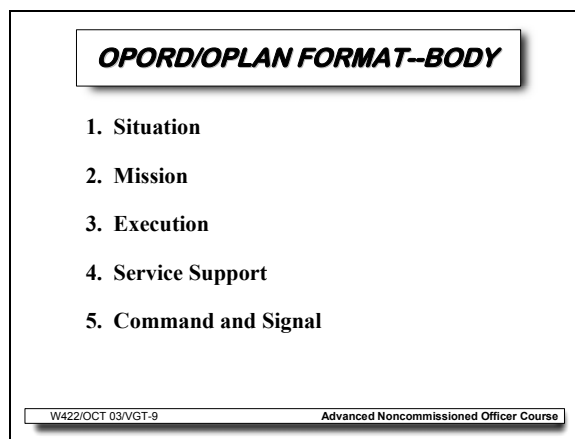 OPORD/OPLAN FORMAT--BODY
1. Situation
2. Mission
3. Execution
4. Service Support
5. Command and Signal
W422/OCT 03/VGT-9 Advanced Noncommissioned Officer Course